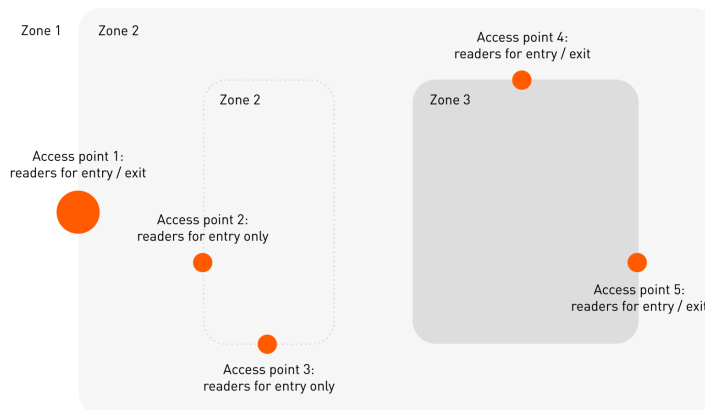 Zone 1
Zone 2
Access point 4:
readers for entry / exit
Zone 2
Zone 3
Access point 1:
readers for entry / exit
Access point 2:
readers for entry only
Access point 5:
readers for entry / exit
Access point 3:
readers for entry only